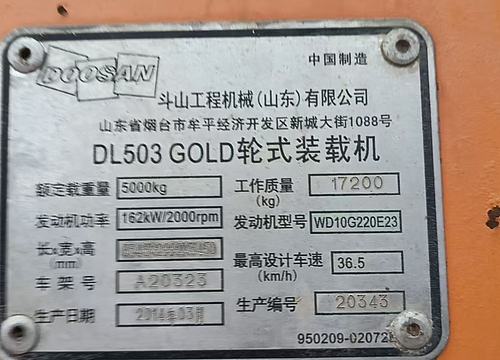 DOOSAN
中国制造
斗山工程机械(山东)有限公司
山东省烟台市牟平经济开发区新城大街1088号
DL503 GOLD轮式装载机
额定载重量 5000kg 工作质量(kg) 17200
发动机功率 162kW/2000rpm 发动机型号 WD10G220E23
长×宽×高(mm)
车架号 A20323 最高设计车速(km/h) 36.5
生产日期 2014年03月 生产编号 20343
950209-02072